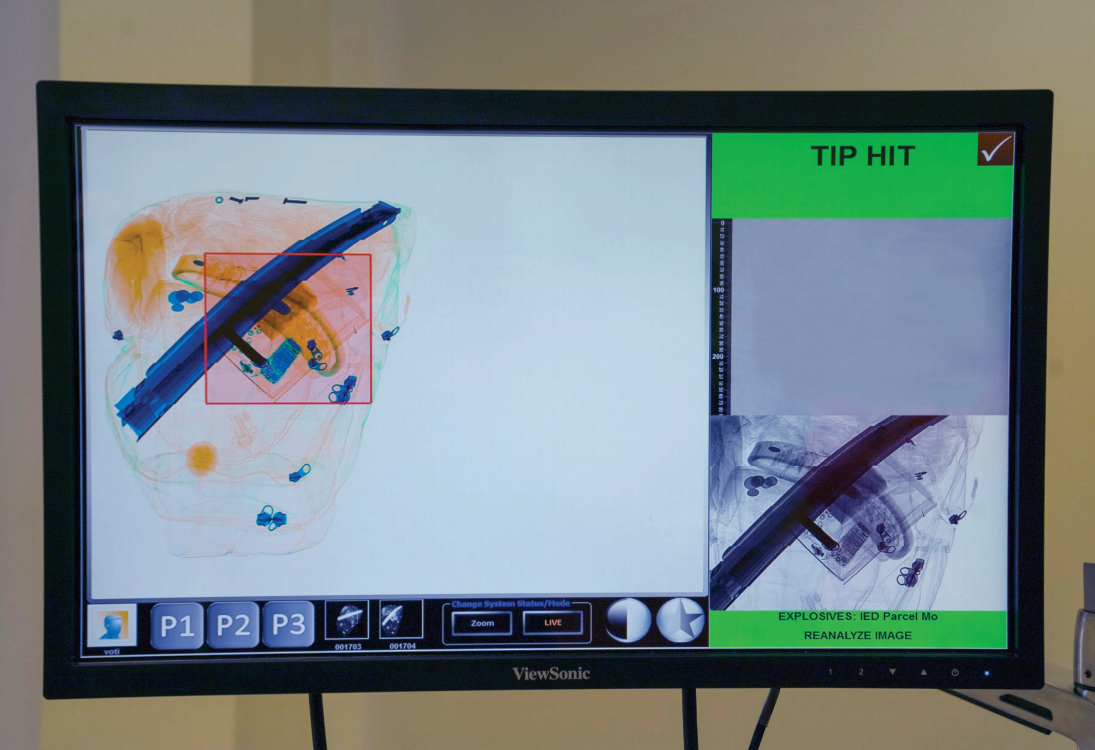 TIP HIT
0
100
200
EXPLOSIVES: IED Parcel Mo
REANALYZE IMAGE
voti
P1
P2
P3
001703
001704
Change System Status/Mode
Zoom
LIVE
ViewSonic
1
2